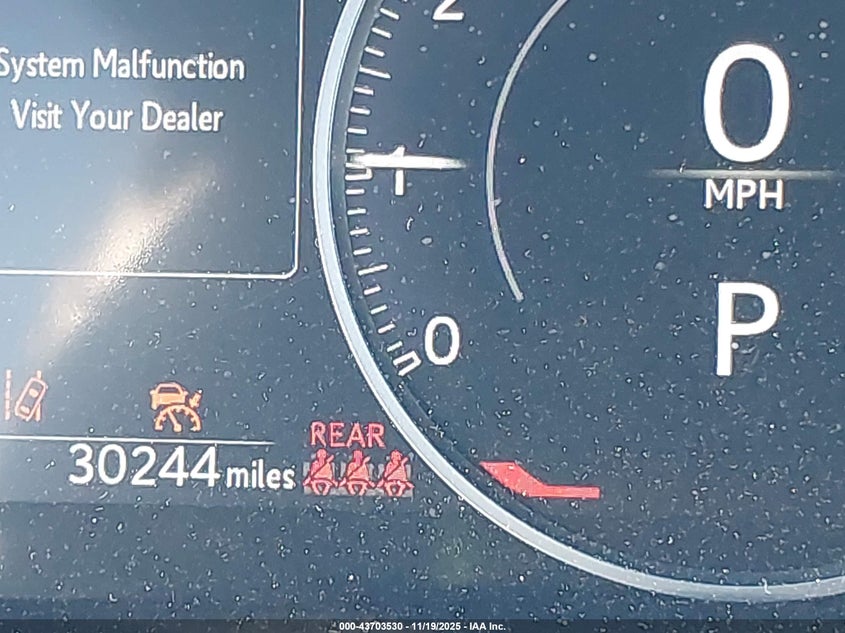 System Malfunction
Visit Your Dealer
2
1
0
0
MPH
P
30244 miles
REAR
000-43703530 - 11/19/2025 - IAA Inc.